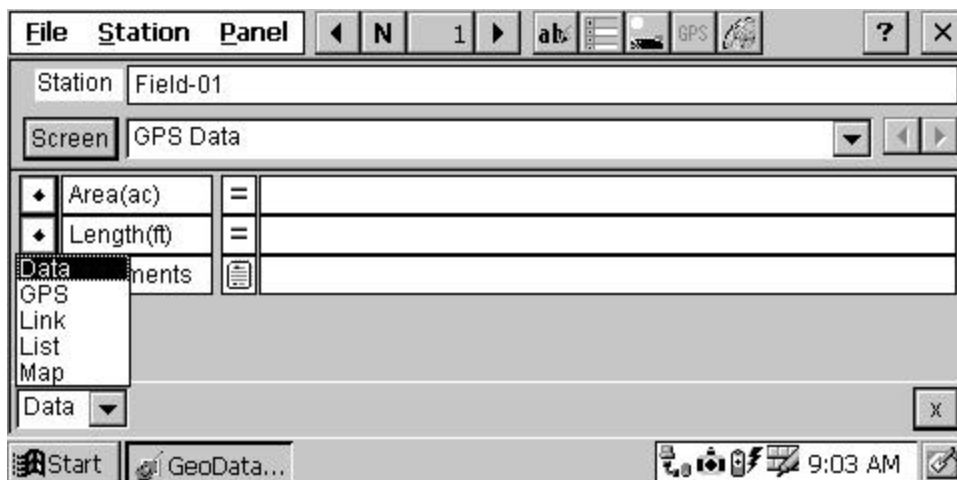 File Station Panel N 1 ab GPS ? ×
Station Field-01
Screen GPS Data
Area(ac) =
Length(ft) =
ments
Data
GPS
Link
List
Map
Data x
Start GeoData... 9:03 AM